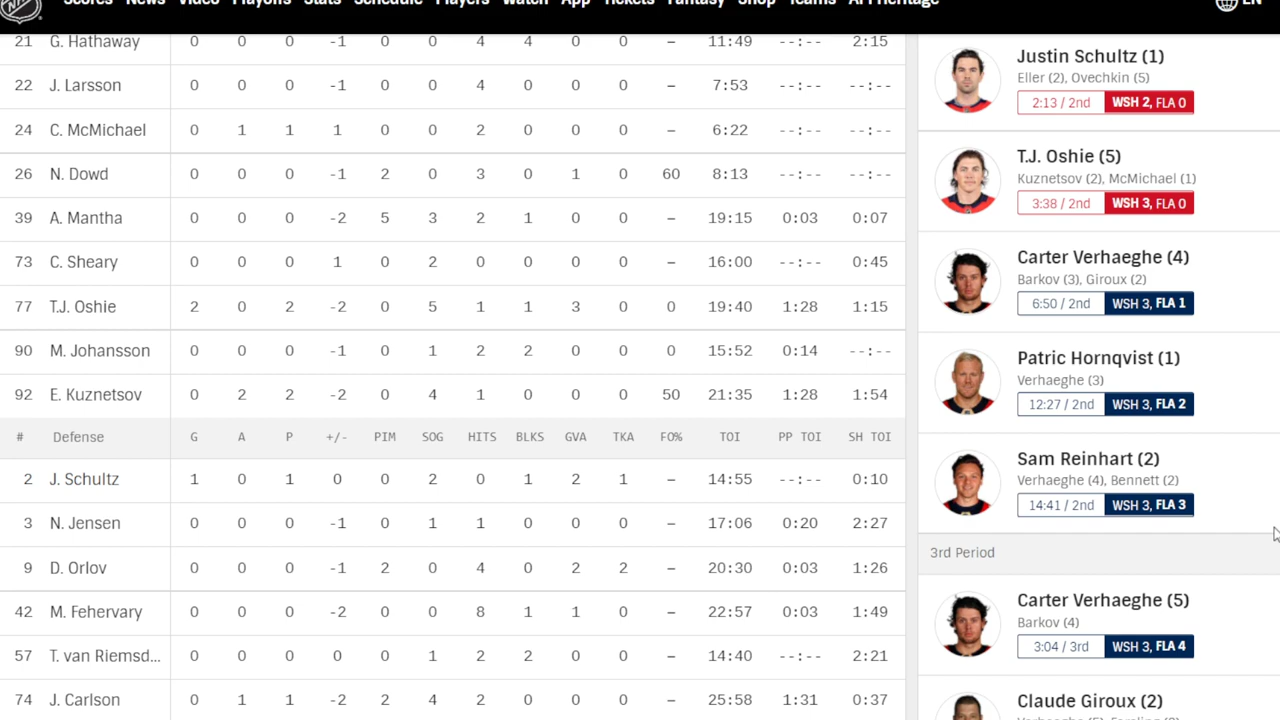 Scores News Video Playoffs Stats Schedule Players Watch App Tickets Fantasy Shop Teams API Heritage EN
21 G. Hathaway 0 0 0 -1 0 0 4 4 0 0 – 11:49 --:-- 2:15
22 J. Larsson 0 0 0 -1 0 0 4 0 0 0 – 7:53 --:-- --:--
24 C. McMichael 0 1 1 1 0 0 2 0 0 0 – 6:22 --:-- --:--
26 N. Dowd 0 0 0 -1 2 0 3 0 1 0 60 8:13 --:-- --:--
39 A. Mantha 0 0 0 -2 5 3 2 1 0 0 – 19:15 0:03 0:07
73 C. Sheary 0 0 0 1 0 2 0 0 0 0 – 16:00 --:-- 0:45
77 T.J. Oshie 2 0 2 -2 0 5 1 1 3 0 0 19:40 1:28 1:15
90 M. Johansson 0 0 0 -1 0 1 2 2 0 0 0 15:52 0:14 --:--
92 E. Kuznetsov 0 2 2 -2 0 4 1 0 0 0 50 21:35 1:28 1:54
# Defense G A P +/- PIM SOG HITS BLKS GVA TKA FO% TOI PP TOI SH TOI
2 J. Schultz 1 0 1 0 0 2 0 1 2 1 – 14:55 --:-- 0:10
3 N. Jensen 0 0 0 -1 0 1 1 0 0 0 – 17:06 0:20 2:27
9 D. Orlov 0 0 0 -1 2 0 4 0 2 2 – 20:30 0:03 1:26
42 M. Fehervary 0 0 0 -2 0 0 8 1 1 0 – 22:57 0:03 1:49
57 T. van Riemsd... 0 0 0 0 0 1 2 2 0 0 – 14:40 --:-- 2:21
74 J. Carlson 0 1 1 -2 2 4 2 0 0 0 – 25:58 1:31 0:37
Justin Schultz (1)
Eller (2), Ovechkin (5)
2:13 / 2nd WSH 2, FLA 0
T.J. Oshie (5)
Kuznetsov (2), McMichael (1)
3:38 / 2nd WSH 3, FLA 0
Carter Verhaeghe (4)
Barkov (3), Giroux (2)
6:50 / 2nd WSH 3, FLA 1
Patric Hornqvist (1)
Verhaeghe (3)
12:27 / 2nd WSH 3, FLA 2
Sam Reinhart (2)
Verhaeghe (4), Bennett (2)
14:41 / 2nd WSH 3, FLA 3
3rd Period
Carter Verhaeghe (5)
Barkov (4)
3:04 / 3rd WSH 3, FLA 4
Claude Giroux (2)